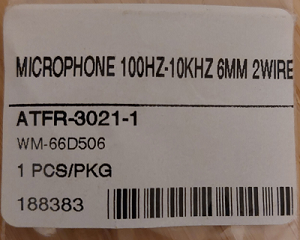 MICROPHONE 100HZ-10KHZ 6MM 2WIRE
ATFR-3021-1
WM-66D506
1 PCS/PKG
188383